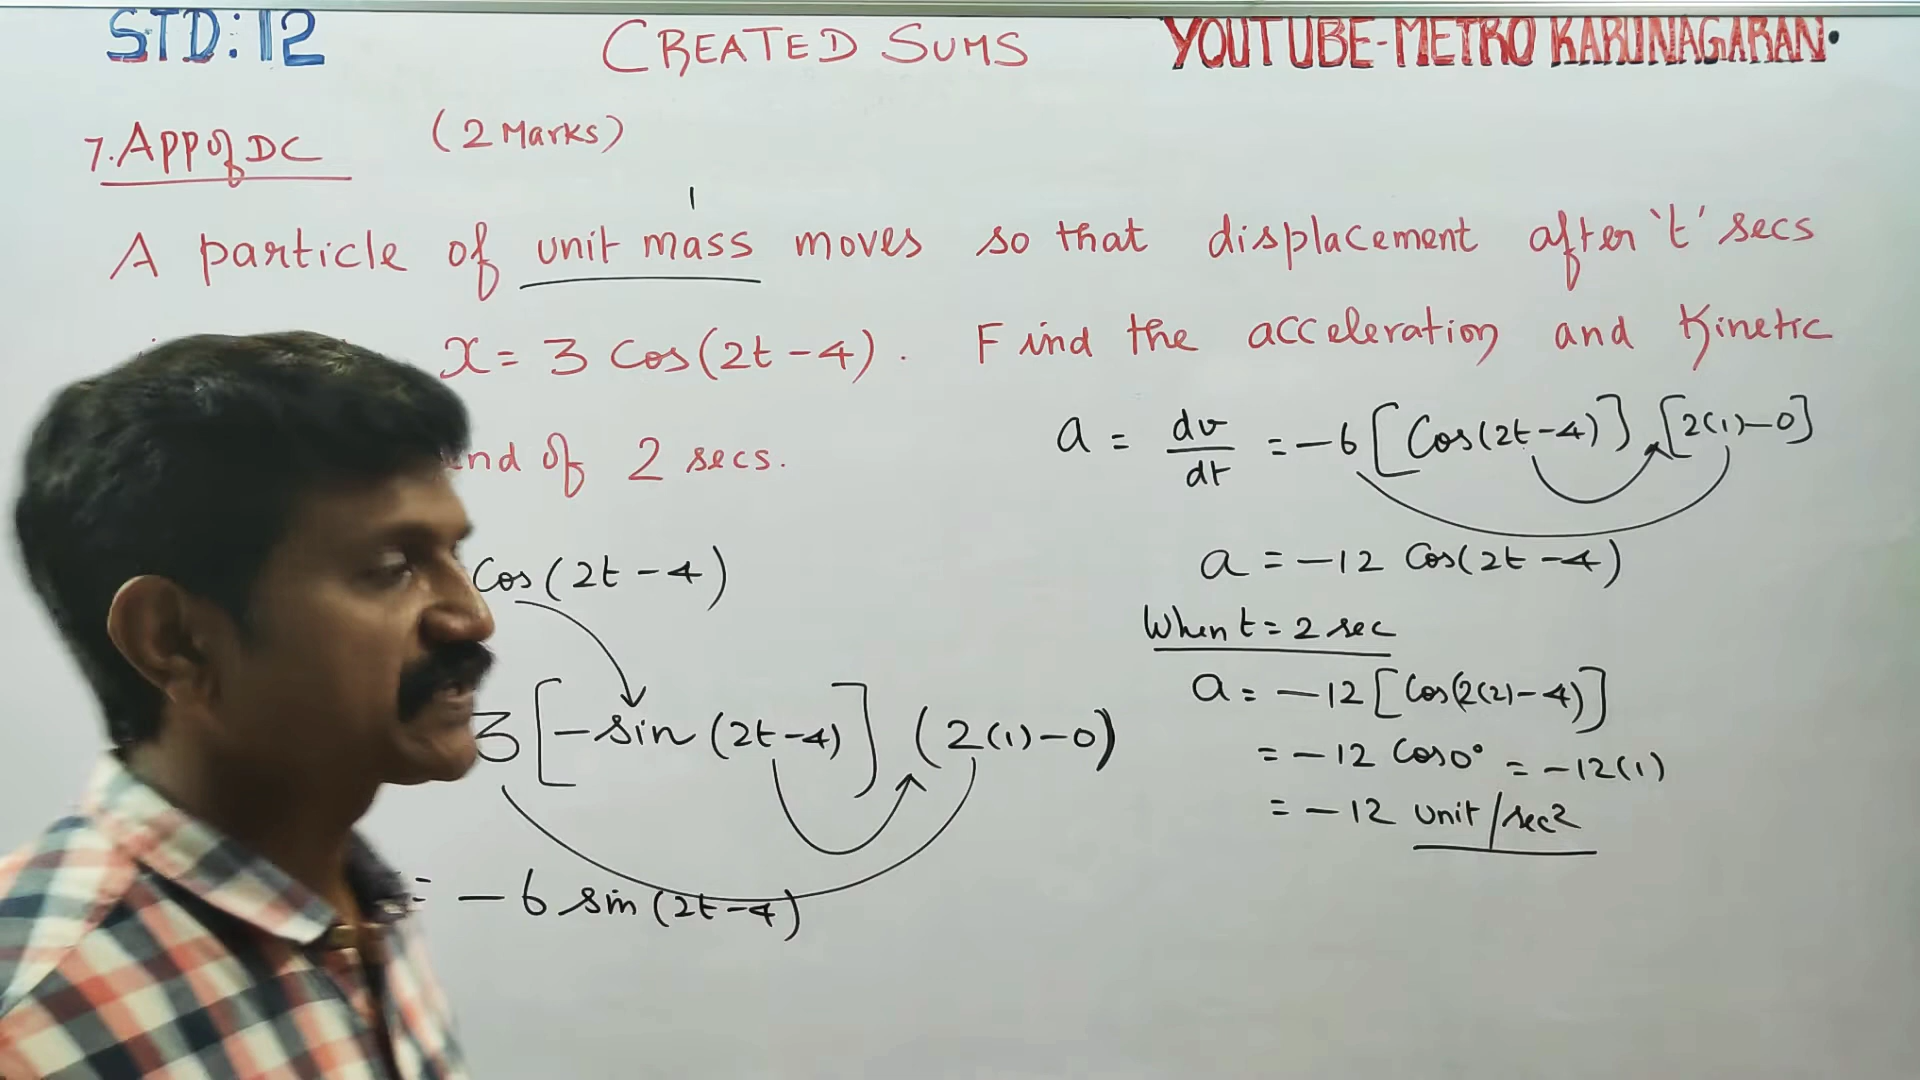 STD: 12
CREATED SUMS
YOUTUBE-METRO KARUNAGARAN.
7. APP of DC
(2 Marks)
1
A particle of unit mass moves so that displacement after 't' secs
x = 3 cos(2t - 4). Find the acceleration and Kinetic
end of 2 secs.
a = dv/dt = -6 [Cos(2t-4)] [2(1)-0]
Cos(2t - 4)
a = -12 Cos(2t - 4)
When t = 2 sec
3 [-sin (2t-4)] (2(1)-0)
a = -12 [Cos(2(2)-4)]
= -12 Cos0° = -12(1)
= -12 unit/sec²
= -6 sin (2t-4)